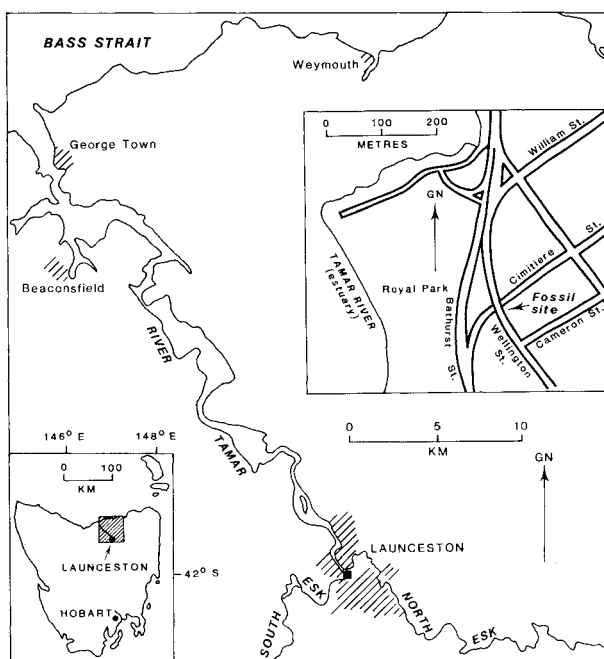 BASS STRAIT
Weymouth
George Town
Beaconsfield
RIVER
TAMAR
0 100 200
METRES
GN
William St.
Cimitiere St.
Fossil site
Cameron St.
Wellington St.
Bathurst St.
Royal Park
TAMAR RIVER
(estuary)
0 5 10
KM
GN
LAUNCESTON
SOUTH ESK
NORTH ESK
146° E 148° E
0 100
KM
LAUNCESTON
42° S
HOBART